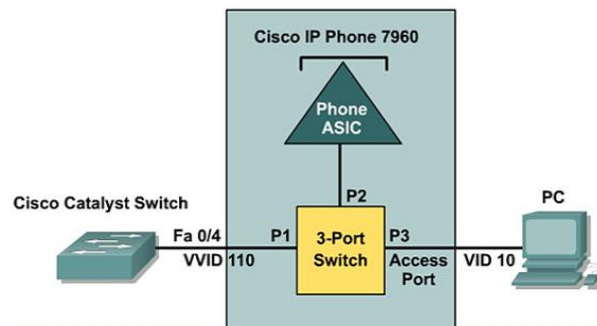 Cisco IP Phone 7960
Phone
ASIC
Cisco Catalyst Switch
PC
P2
Fa 0/4
P1
3-Port
Switch
P3
VVID 110
Access
Port
VID 10